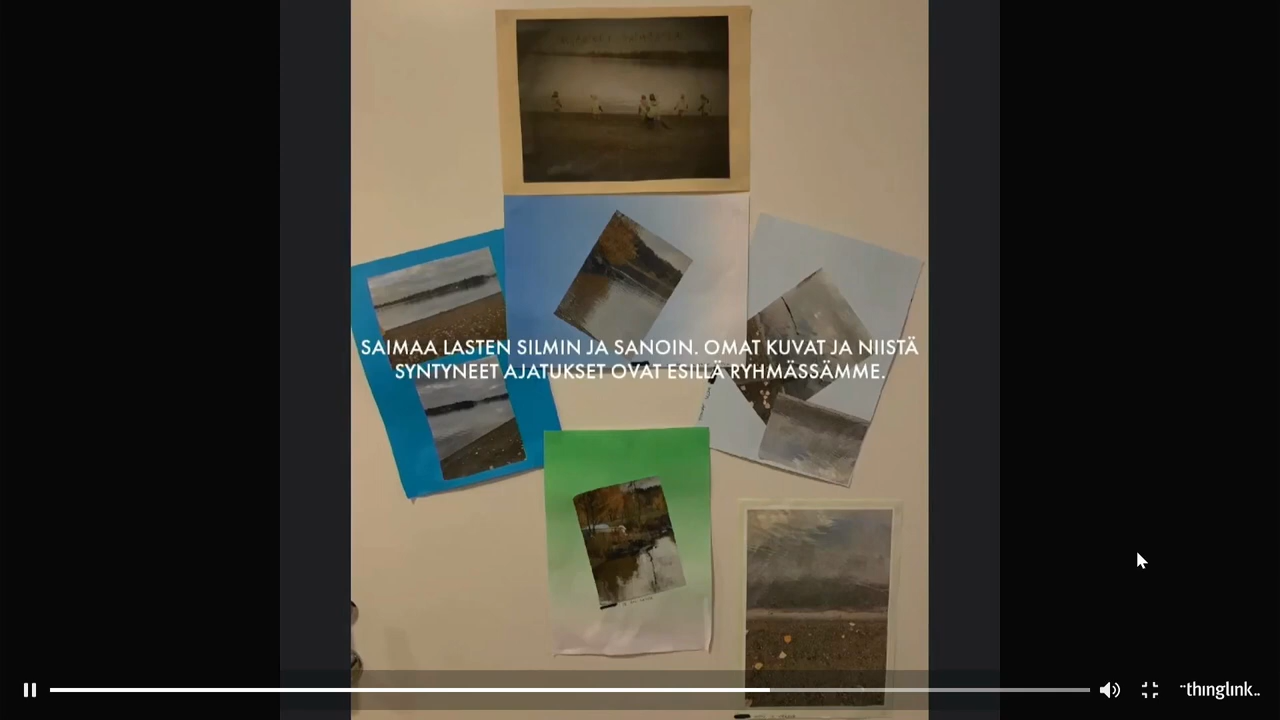 SAIMAA LASTEN SILMIN JA SANOIN. OMAT KUVAT JA NIISTÄ
SYNTYNEET AJATUKSET OVAT ESILLÄ RYHMÄSSÄMME.
¨thinglink..